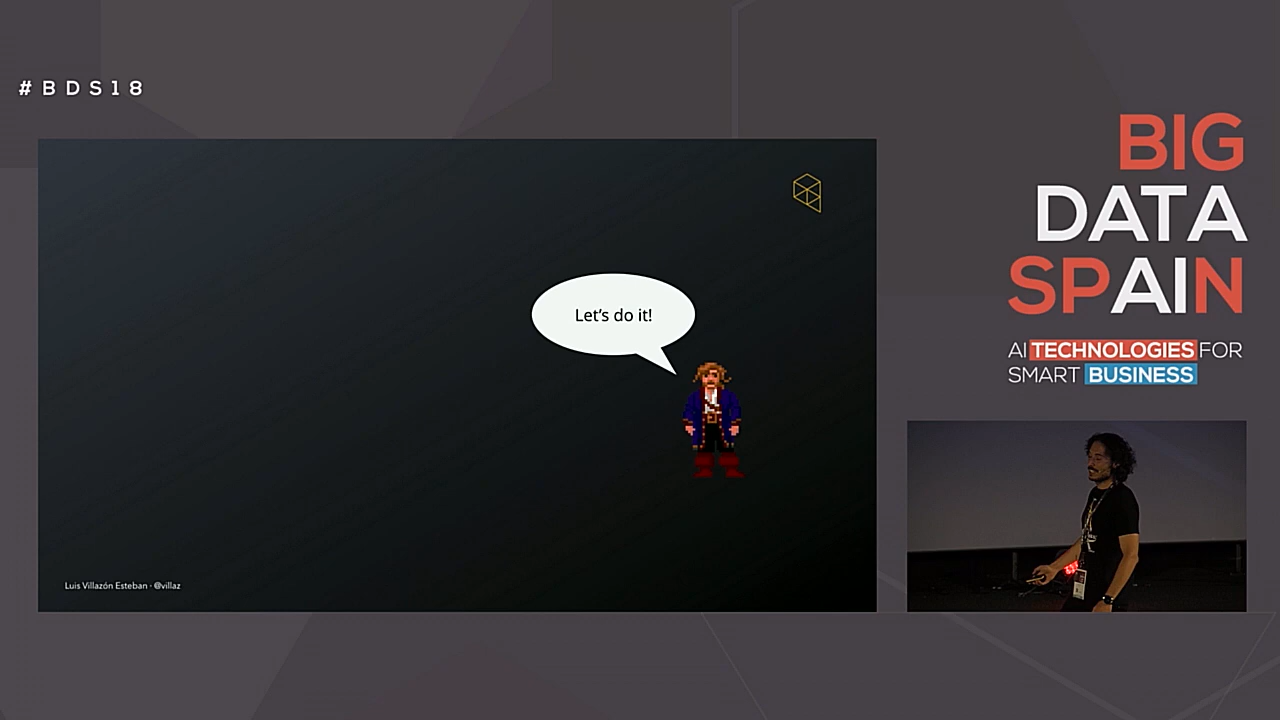 #BDS18
BIG
DATA
SPAIN
AI TECHNOLOGIES FOR
SMART BUSINESS
Let's do it!
Luis Villazón Esteban · @villaz